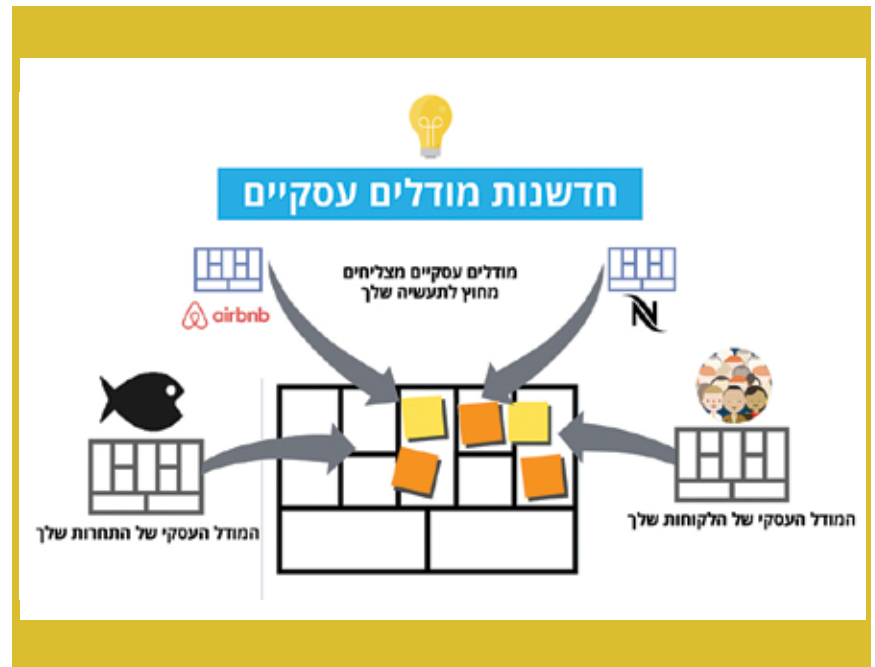 חדשנות מודלים עסקיים
מודלים עסקיים מצליחים
מחוץ לתעשיה שלך
airbnb
N
המודל העסקי של הלקוחות שלך
המודל העסקי של התחרות שלך